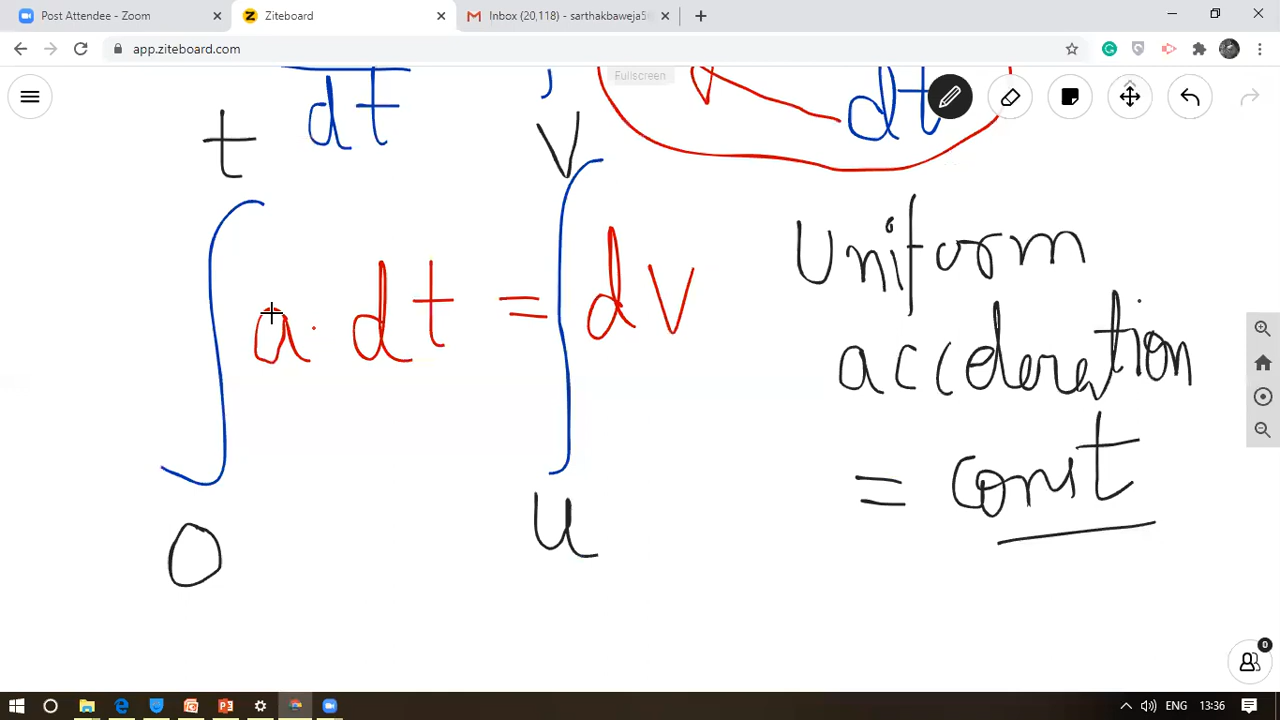 Post Attendee - Zoom
Ziteboard
Inbox (20,118) - sarthakbaweja5
app.ziteboard.com
Fullscreen
dt , v dt
t v
∫ a. dt = ∫ dv
0 u
Uniform
acceleration
= const
0
ENG 13:36